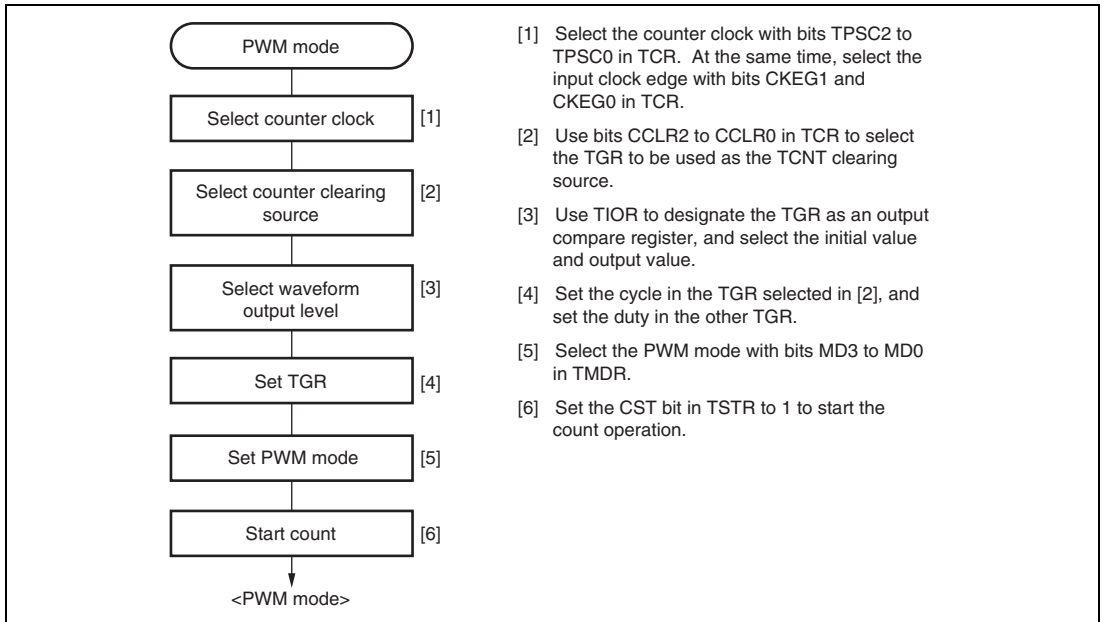 PWM mode
Select counter clock
[1]
Select counter clearing
source
[2]
Select waveform
output level
[3]
Set TGR
[4]
Set PWM mode
[5]
Start count
[6]
<PWM mode>
[1] Select the counter clock with bits TPSC2 to
TPSC0 in TCR. At the same time, select the
input clock edge with bits CKEG1 and
CKEG0 in TCR.
[2] Use bits CCLR2 to CCLR0 in TCR to select
the TGR to be used as the TCNT clearing
source.
[3] Use TIOR to designate the TGR as an output
compare register, and select the initial value
and output value.
[4] Set the cycle in the TGR selected in [2], and
set the duty in the other TGR.
[5] Select the PWM mode with bits MD3 to MD0
in TMDR.
[6] Set the CST bit in TSTR to 1 to start the
count operation.